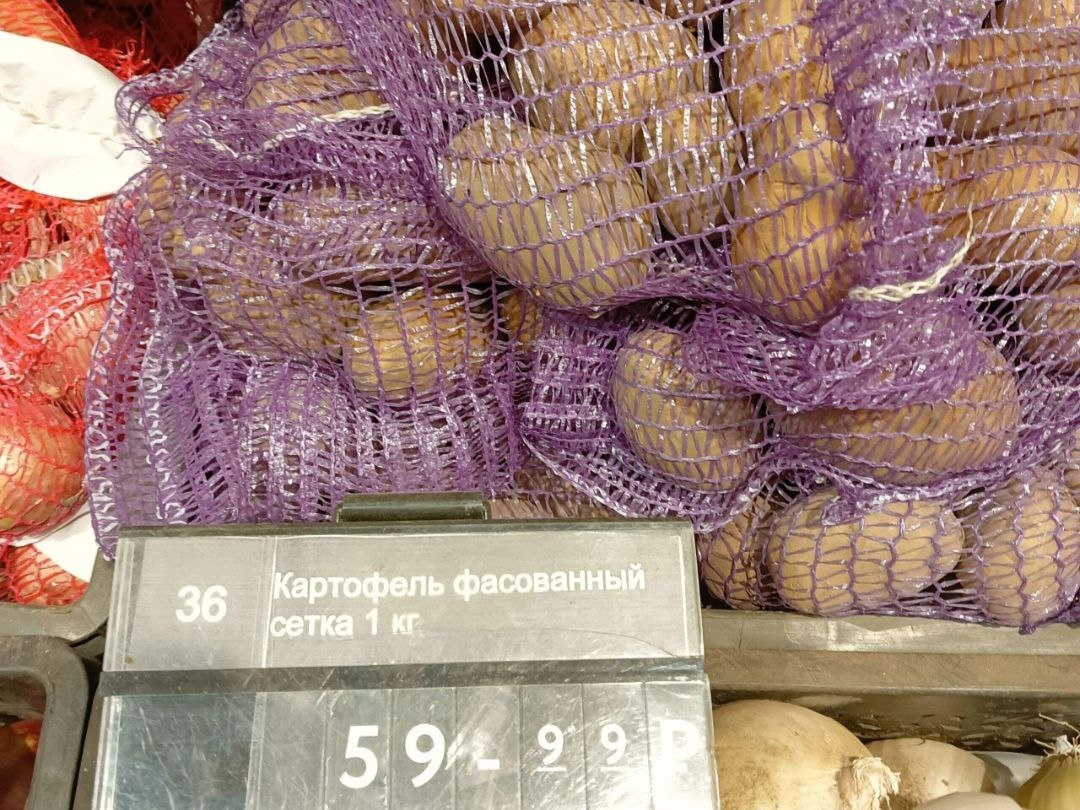 36
Картофель фасованный
сетка 1 кг
59-99 ₽